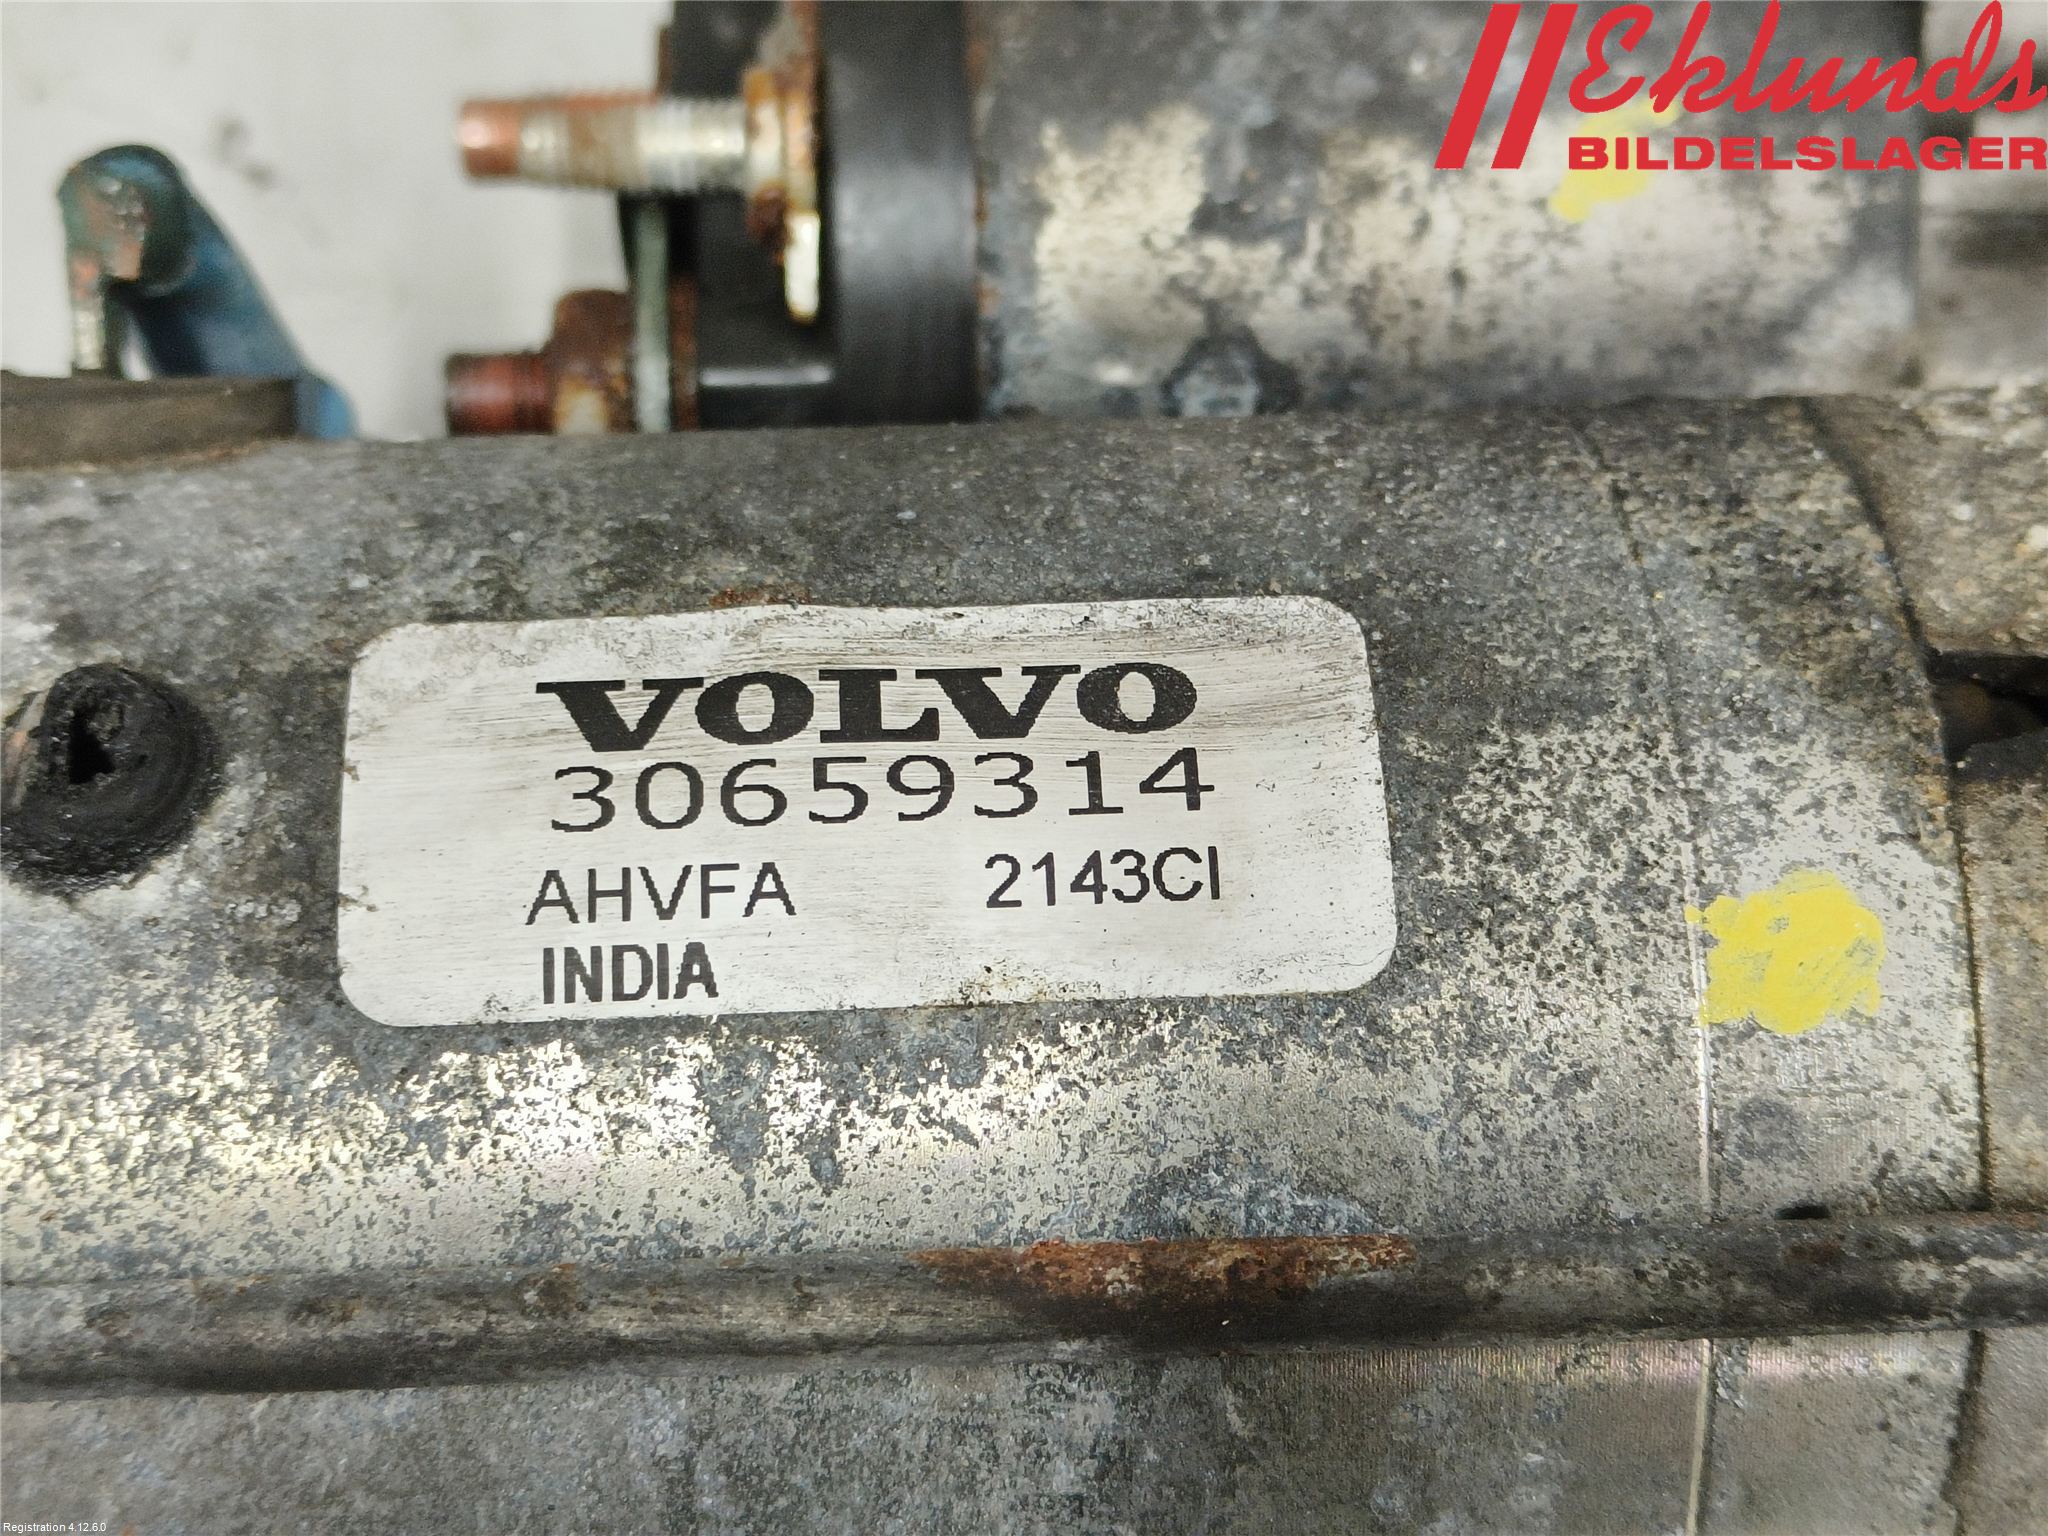 Eklunds
BILDELSLAGER
VOLVO
30659314
AHVFA 2143CI
INDIA
Registration 4.12.6.0